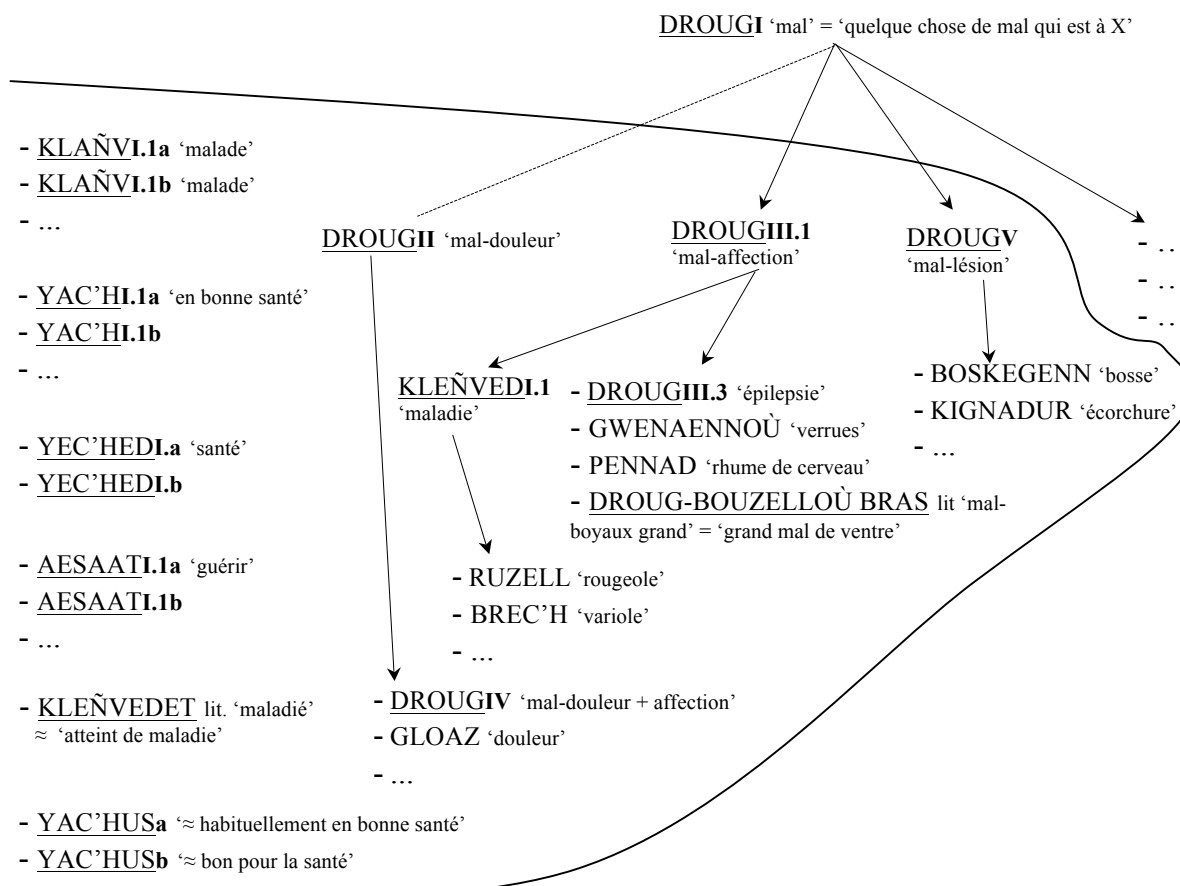 DROUGI ‘mal’ = ‘quelque chose de mal qui est à X’
- KLAÑVI.1a ‘malade’
- KLAÑVI.1b ‘malade’
- ...
- YAC’HI.1a ‘en bonne santé’
- YAC’HI.1b
- ...
- YEC’HEDI.a ‘santé’
- YEC’HEDI.b
- AESAATI.1a ‘guérir’
- AESAATI.1b
- ...
- KLEÑVEDET lit. ‘maladié’
≈ ‘atteint de maladie’
- YAC’HUSa ‘≈ habituellement en bonne santé’
- YAC’HUSb ‘≈ bon pour la santé’
DROUGII ‘mal-douleur’
DROUGIII.1
‘mal-affection’
DROUGV
‘mal-lésion’
- ..
- ..
- ..
KLEÑVEDI.1
‘maladie’
- DROUGIII.3 ‘épilepsie’
- GWENAENNOÙ ‘verrues’
- PENNAD ‘rhume de cerveau’
- DROUG-BOUZELLOÙ BRAS lit ‘mal-
boyaux grand’ = ‘grand mal de ventre’
- BOSKEGENN ‘bosse’
- KIGNADUR ‘écorchure’
- ...
- RUZELL ‘rougeole’
- BREC’H ‘variole’
- ...
- DROUGIV ‘mal-douleur + affection’
- GLOAZ ‘douleur’
- ...